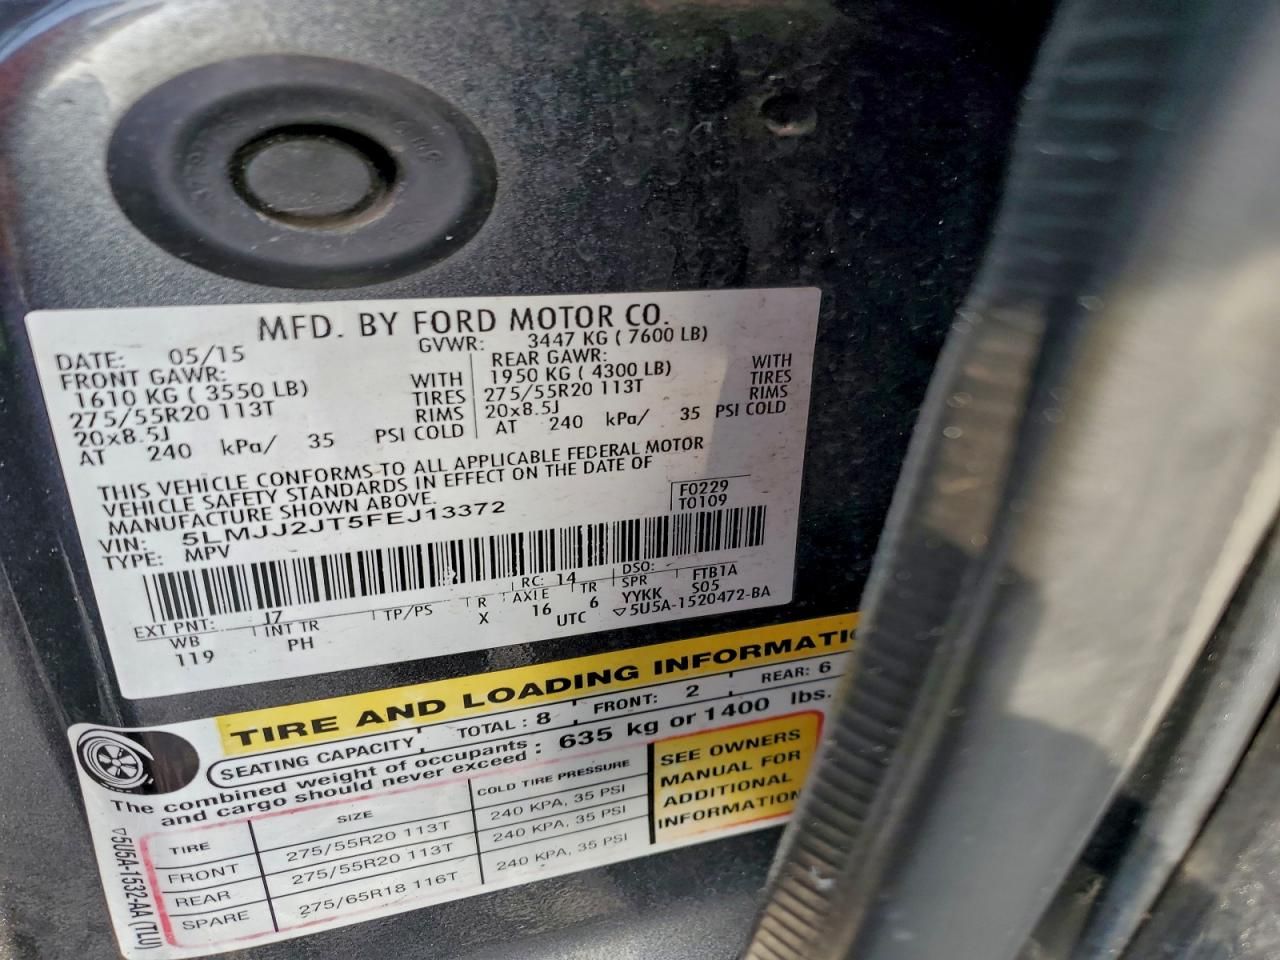 MFD. BY FORD MOTOR CO.
DATE: 05/15 GVWR: 3447 KG ( 7600 LB)
FRONT GAWR: REAR GAWR:
1610 KG ( 3550 LB) WITH 1950 KG ( 4300 LB) WITH
275/55R20 113T TIRES 275/55R20 113T TIRES
20x8.5J RIMS 20x8.5J RIMS
AT 240 kPa/ 35 PSI COLD AT 240 kPa/ 35 PSI COLD
THIS VEHICLE CONFORMS TO ALL APPLICABLE FEDERAL MOTOR
VEHICLE SAFETY STANDARDS IN EFFECT ON THE DATE OF
MANUFACTURE SHOWN ABOVE.
VIN: 5LMJJ2JT5FEJ13372 F0229
TYPE: MPV T0109
EXT PNT: J7 RC: 14 DSO:
WB INT TR TP/PS R AXLE TR SPR FTB1A
119 PH X 16 6 YYKK S05
UTC ▽5U5A-1520472-BA
TIRE AND LOADING INFORMATI
SEATING CAPACITY TOTAL : 8 FRONT: 2 REAR: 6
The combined weight of occupants : 635 kg or 1400 lbs.
and cargo should never exceed :
TIRE SIZE COLD TIRE PRESSURE
FRONT 275/55R20 113T 240 KPA, 35 PSI
REAR 275/55R20 113T 240 KPA, 35 PSI
SPARE 275/65R18 116T 240 KPA, 35 PSI
SEE OWNERS
MANUAL FOR
ADDITIONAL
INFORMATION
▽5U5A-1532-AA (TLU)